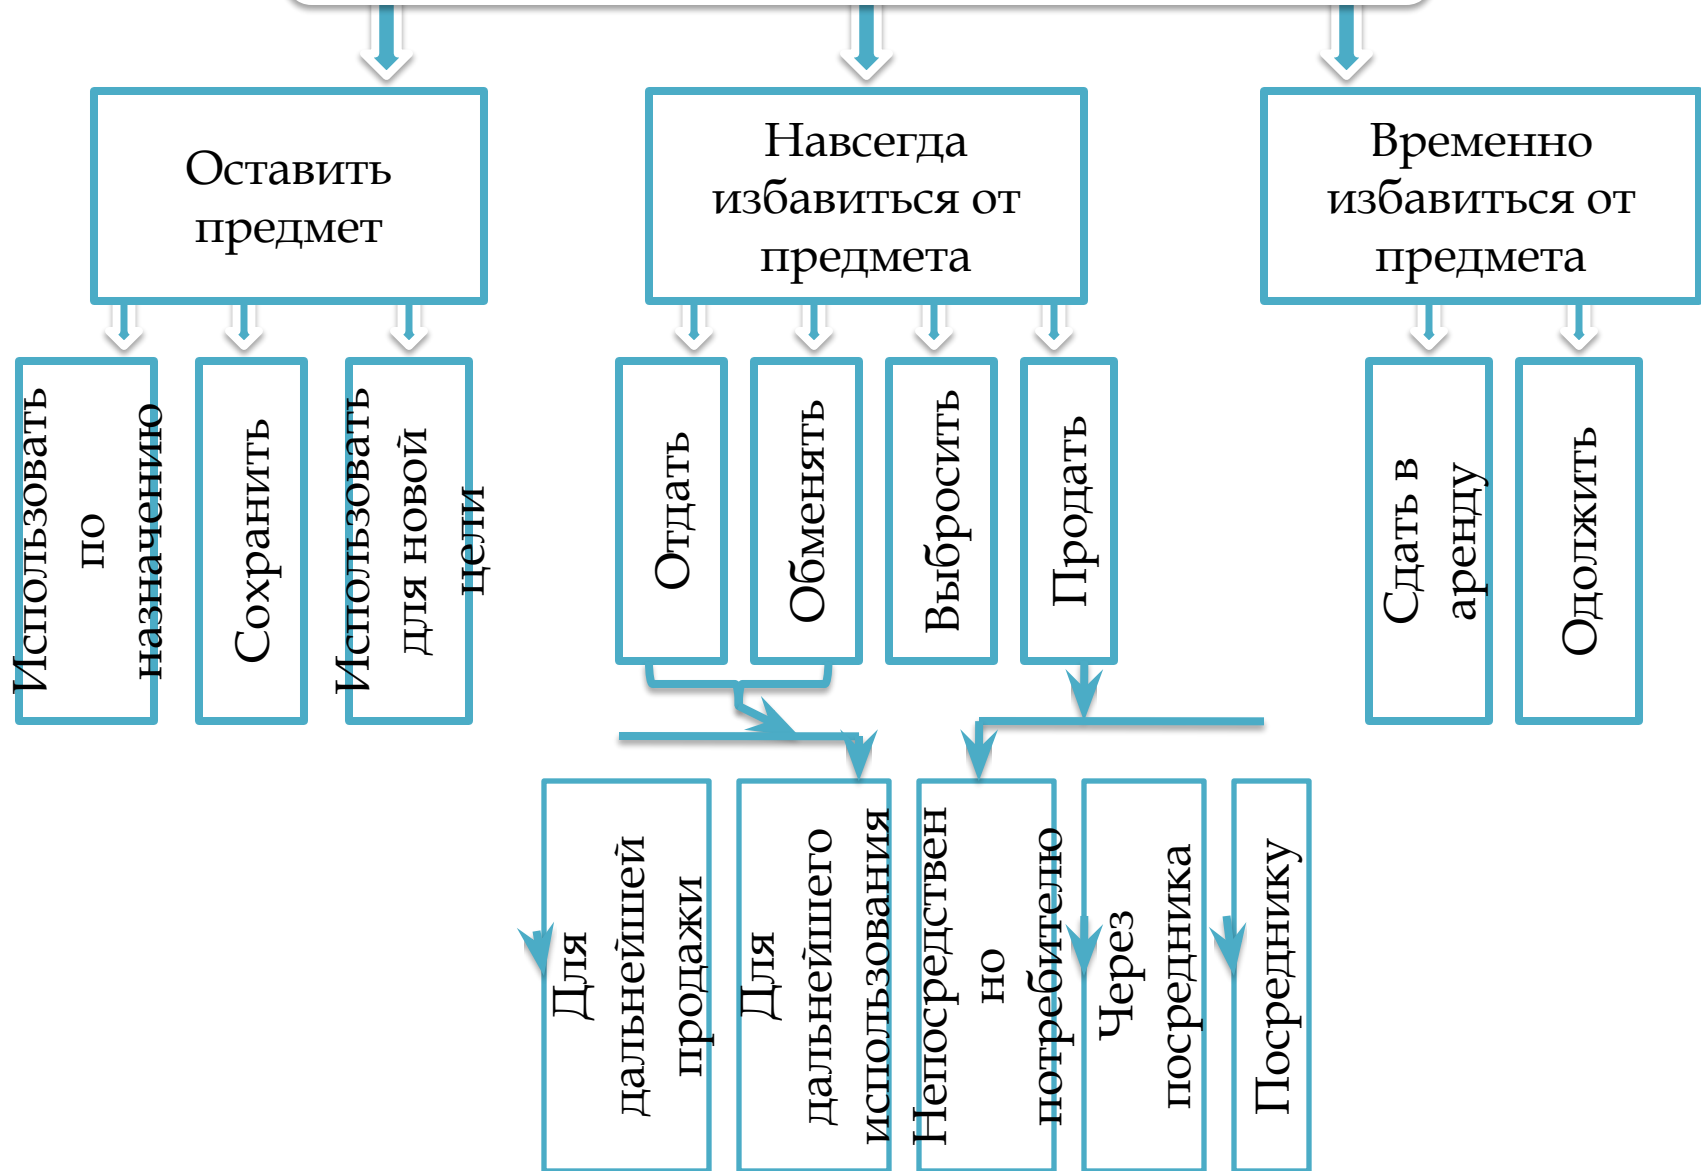 Оставить
предмет
Навсегда
избавиться от
предмета
Временно
избавиться от
предмета
Использовать
по
назначению
Сохранить
Использовать
для новой
цели
Отдать
Обменять
Выбросить
Продать
Сдать в
аренду
Одолжить
Для
дальнейшей
продажи
Для
дальнейшего
использования
Непосредствен
но
потребителю
Через
посредника
Посреднику